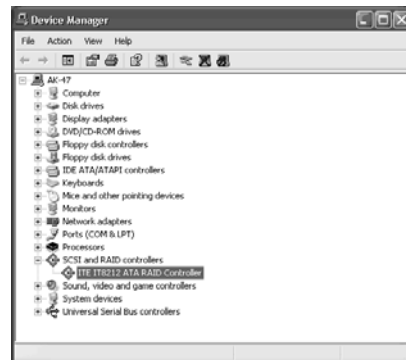 Device Manager
File Action View Help
AK-47
Computer
Disk drives
Display adapters
DVD/CD-ROM drives
Floppy disk controllers
Floppy disk drives
IDE ATA/ATAPI controllers
Keyboards
Mice and other pointing devices
Monitors
Network adapters
Ports (COM & LPT)
Processors
SCSI and RAID controllers
ITE IT8212 ATA RAID Controller
Sound, video and game controllers
System devices
Universal Serial Bus controllers